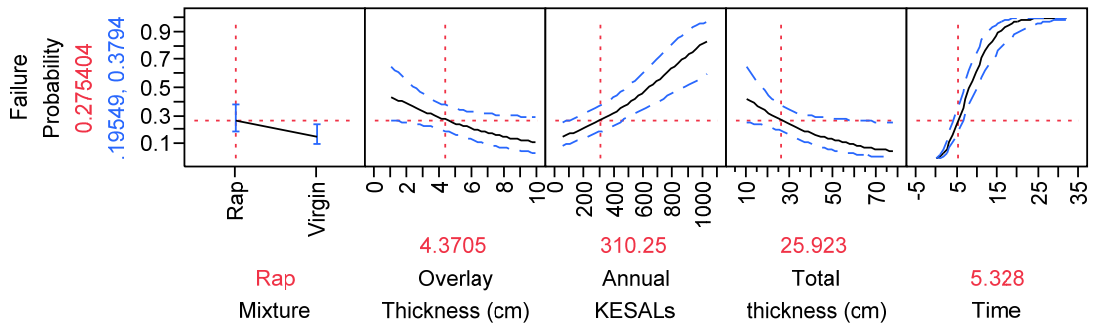 Failure
Probability
0.275404
.19549, 0.3794
0.9
0.7
0.5
0.3
0.1
Rap
Virgin
0
2
4
6
8
10
0
200
400
600
800
1000
10
30
50
70
-5
5
15
25
35
Rap
Mixture
4.3705
Overlay
Thickness (cm)
310.25
Annual
KESALs
25.923
Total
thickness (cm)
5.328
Time